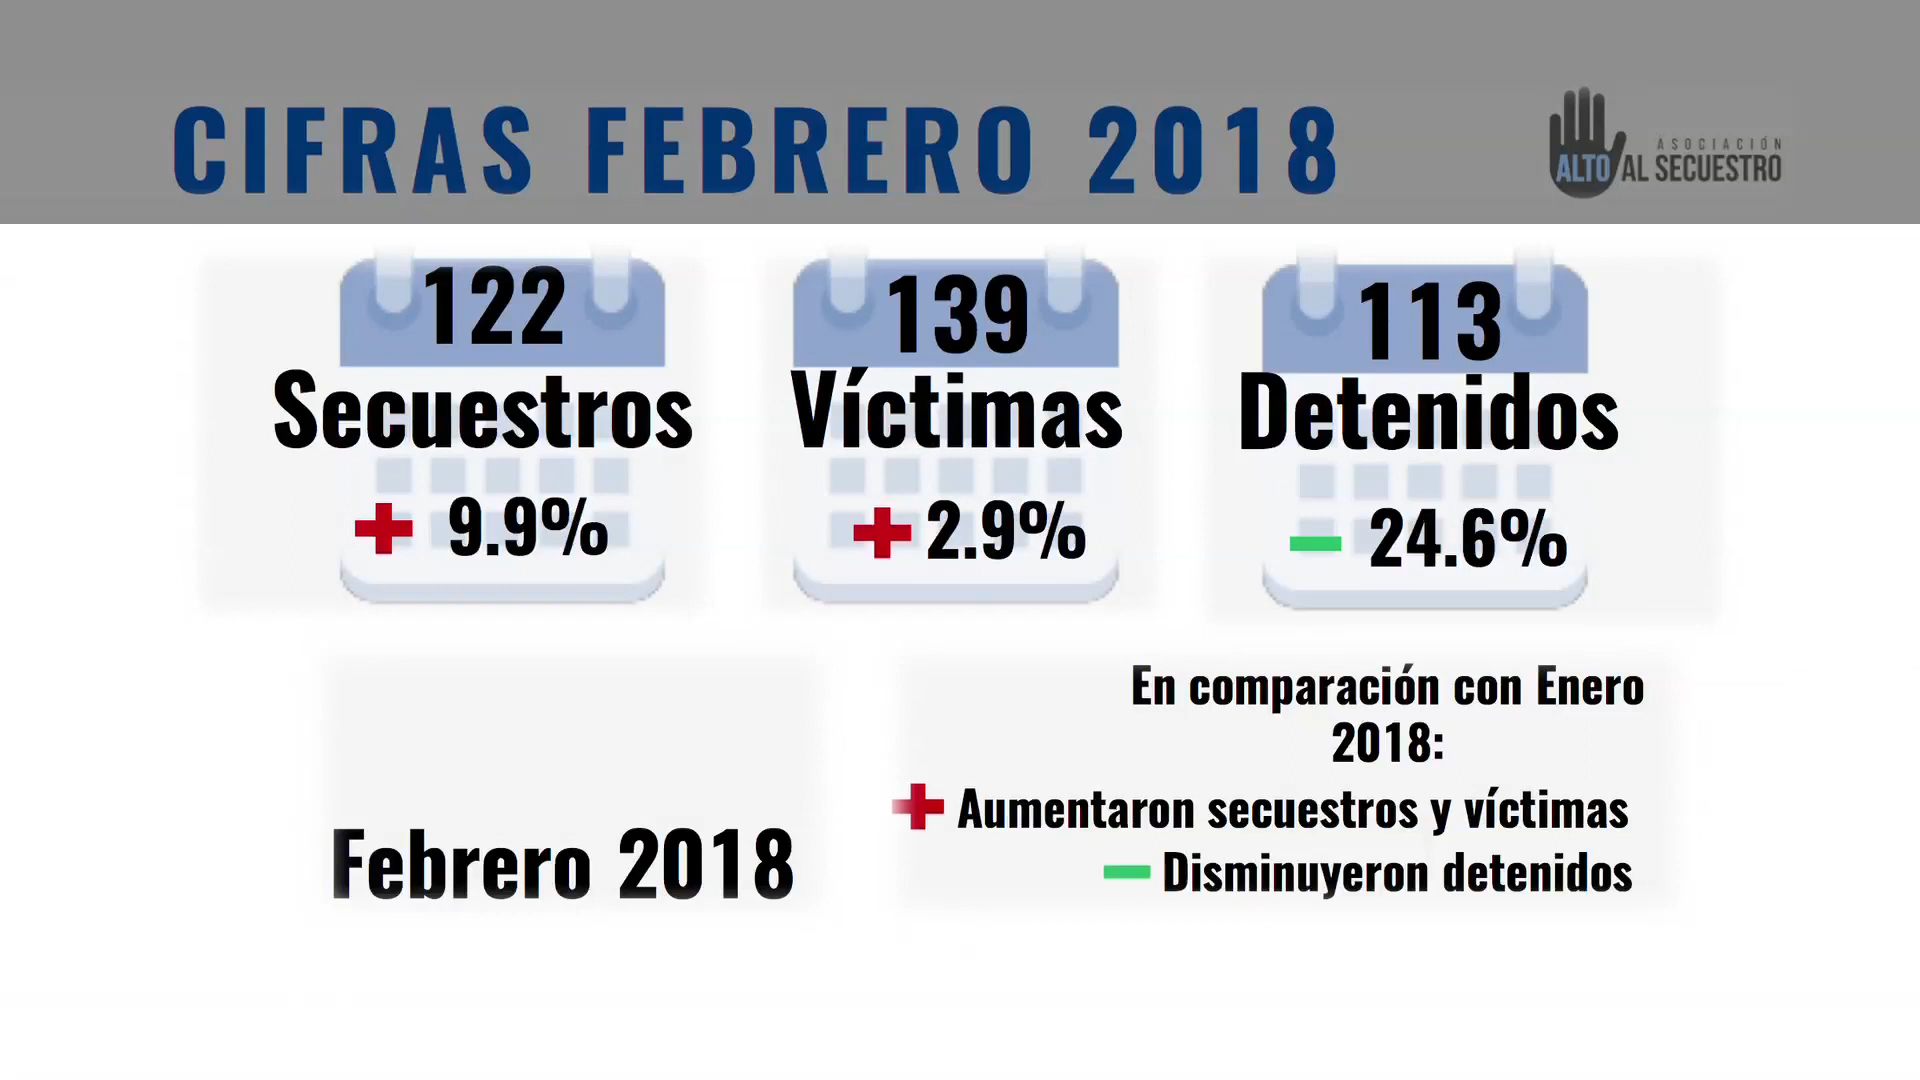 CIFRAS FEBRERO 2018
ASOCIACIÓN
ALTO AL SECUESTRO
122
Secuestros
+ 9.9%
139
Víctimas
+ 2.9%
113
Detenidos
- 24.6%
Febrero 2018
En comparación con Enero
2018:
+ Aumentaron secuestros y víctimas
- Disminuyeron detenidos